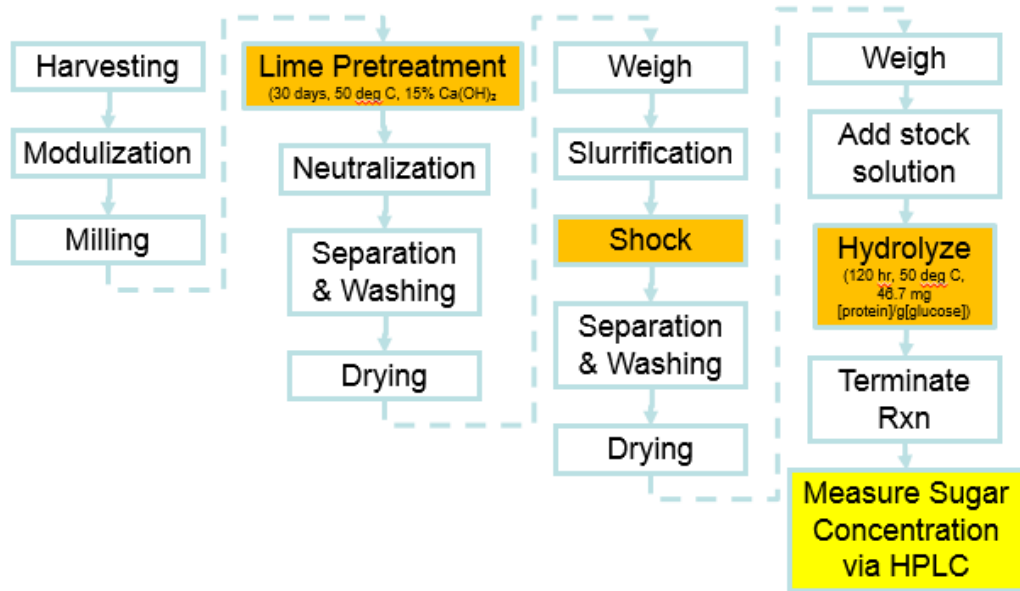 Harvesting
Modulization
Milling
Lime Pretreatment
(30 days, 50 deg C, 15% Ca(OH)₂
Neutralization
Separation
& Washing
Drying
Weigh
Slurrification
Shock
Separation
& Washing
Drying
Weigh
Add stock
solution
Hydrolyze
(120 hr, 50 deg C,
46.7 mg
[protein]/g[glucose])
Terminate
Rxn
Measure Sugar
Concentration
via HPLC